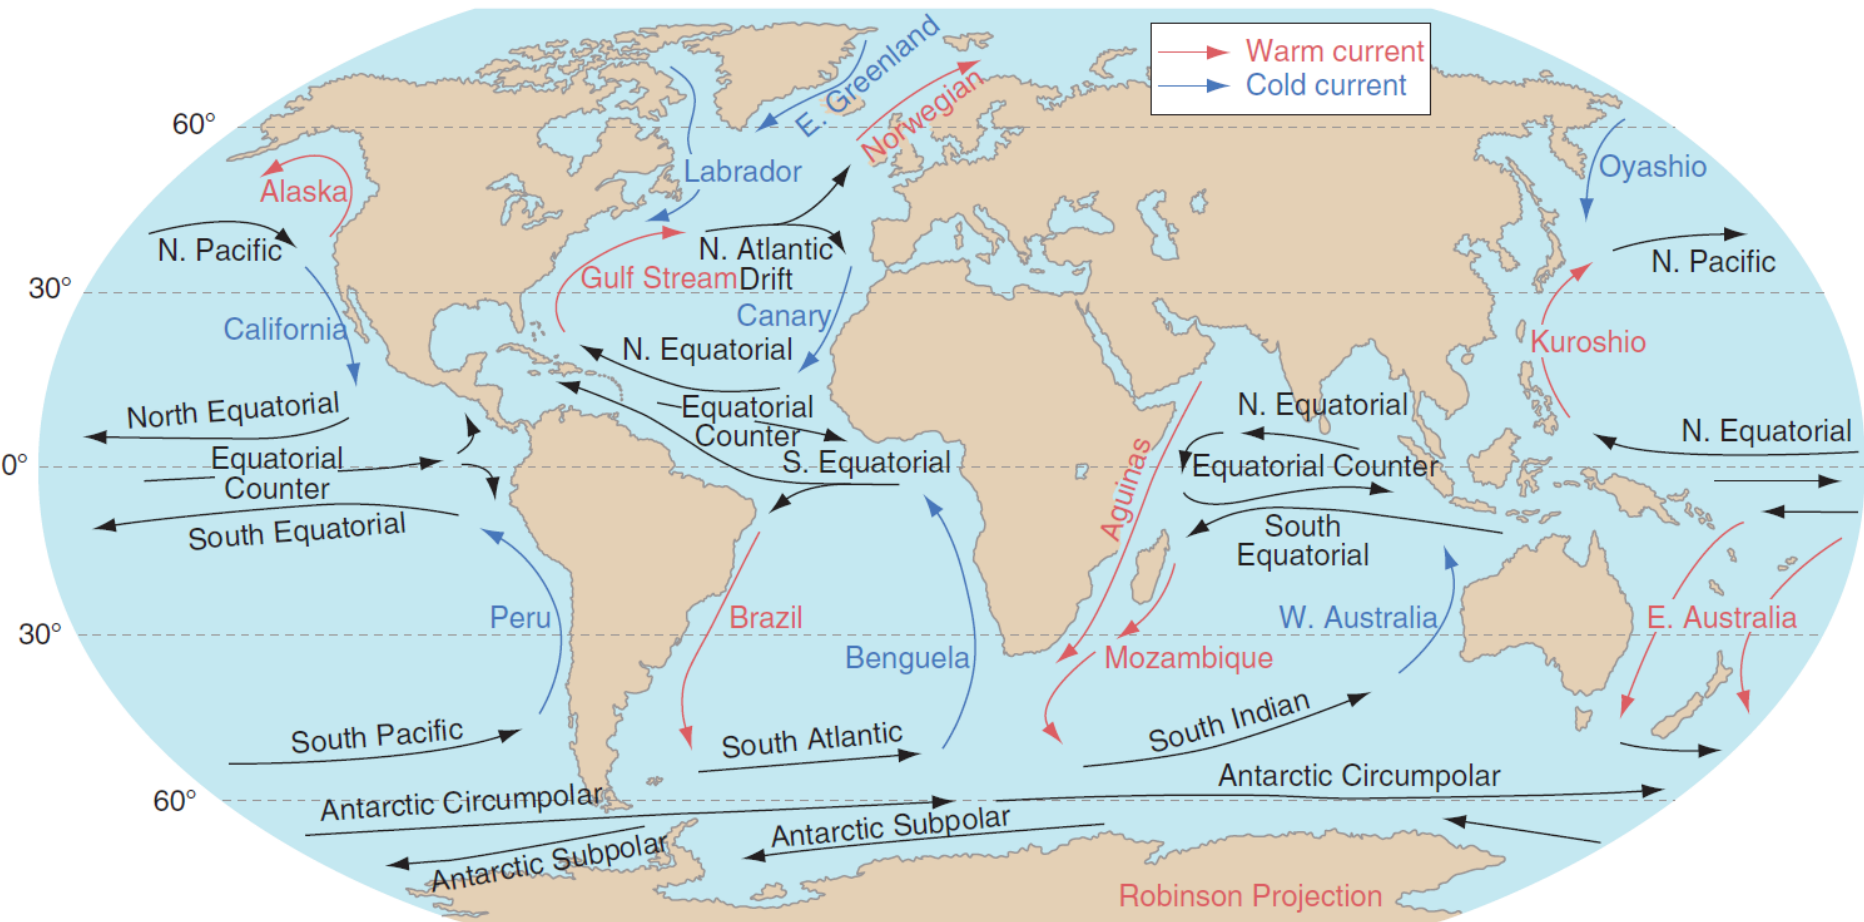 Warm current
Cold current
E. Greenland
Norwegian
60°
Labrador
Oyashio
Alaska
N. Pacific
N. Atlantic
Drift
N. Pacific
Gulf Stream
30°
California
Canary
Kuroshio
N. Equatorial
North Equatorial
Equatorial
Counter
N. Equatorial
N. Equatorial
0°
Equatorial
Counter
S. Equatorial
Equatorial Counter
Aguinas
South Equatorial
South
Equatorial
Peru
Brazil
W. Australia
E. Australia
30°
Benguela
Mozambique
South Pacific
South Atlantic
South Indian
60°
Antarctic Circumpolar
Antarctic Circumpolar
Antarctic Subpolar
Antarctic Subpolar
Robinson Projection